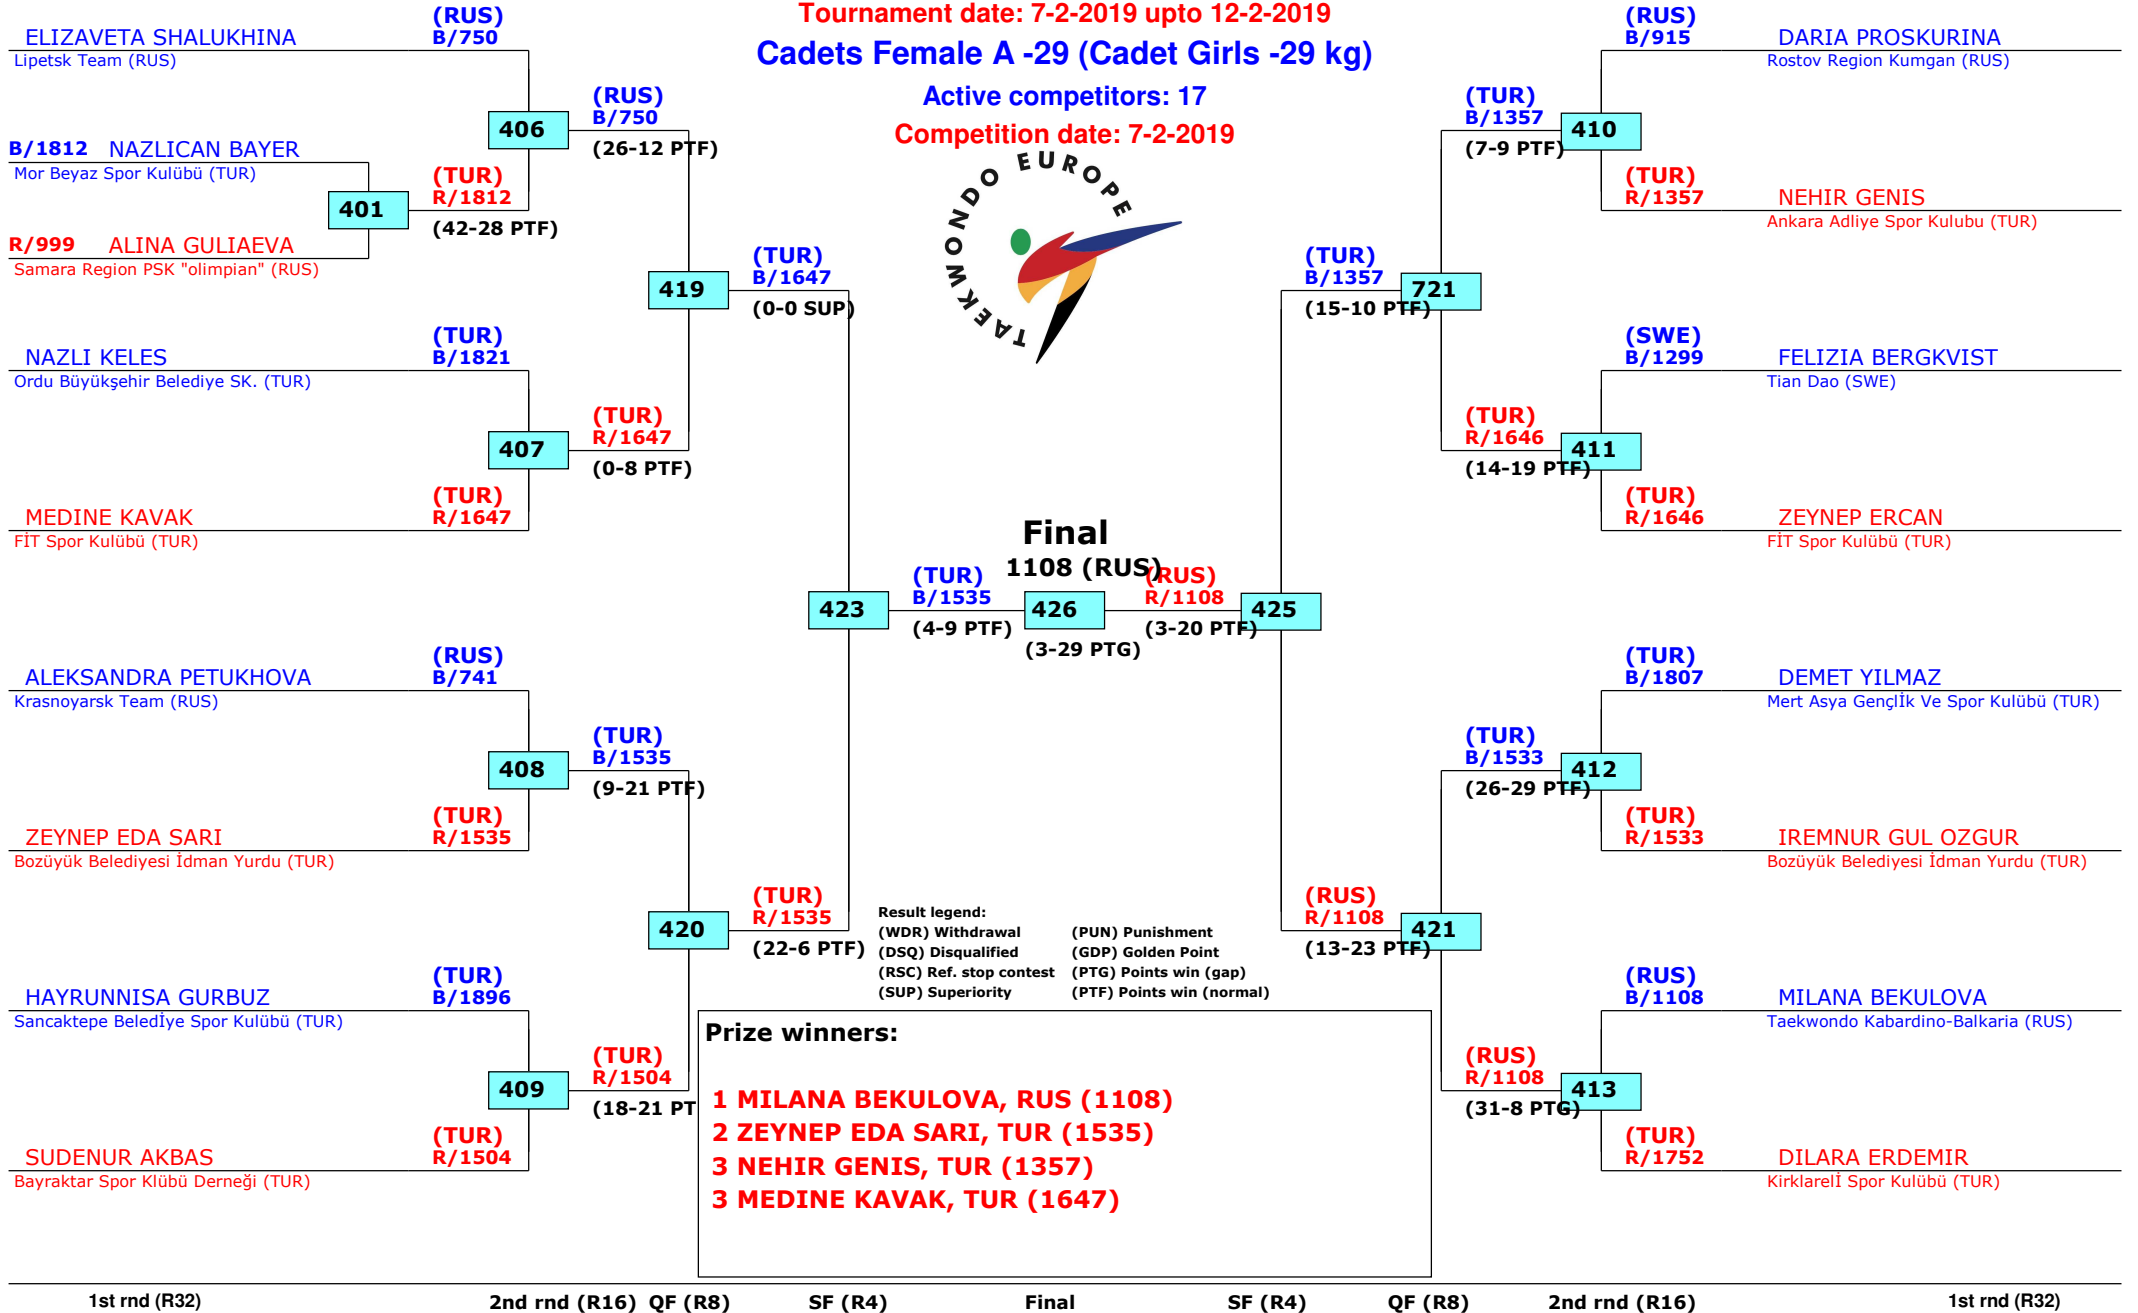 Tournament date: 7-2-2019 upto 12-2-2019
Cadets Female A -29 (Cadet Girls -29 kg)
Active competitors: 17
Competition date: 7-2-2019
TAEKWONDO EUROPE
(RUS)
B/750
ELIZAVETA SHALUKHINA
Lipetsk Team (RUS)
B/1812 NAZLICAN BAYER
Mor Beyaz Spor Kulübü (TUR)
R/999 ALINA GULIAEVA
Samara Region PSK "olimpian" (RUS)
401
(TUR)
R/1812
(42-28 PTF)
406
(RUS)
B/750
(26-12 PTF)
(TUR)
B/1821
NAZLI KELES
Ordu Büyükşehir Belediye SK. (TUR)
407
(TUR)
R/1647
(0-8 PTF)
(TUR)
R/1647
MEDINE KAVAK
FİT Spor Kulübü (TUR)
419
(TUR)
B/1647
(0-0 SUP)
(RUS)
B/741
ALEKSANDRA PETUKHOVA
Krasnoyarsk Team (RUS)
408
(TUR)
B/1535
(9-21 PTF)
(TUR)
R/1535
ZEYNEP EDA SARI
Bozüyük Belediyesi İdman Yurdu (TUR)
420
(TUR)
R/1535
(22-6 PTF)
(TUR)
B/1896
HAYRUNNISA GURBUZ
Sancaktepe Beledİye Spor Kulübü (TUR)
409
(TUR)
R/1504
(18-21 PT
(TUR)
R/1504
SUDENUR AKBAS
Bayraktar Spor Klübü Derneği (TUR)
423
(TUR)
B/1535
(4-9 PTF)
Final
1108 (RUS)
426
(3-29 PTG)
(RUS)
R/1108
(3-20 PTF)
425
(RUS)
B/915
DARIA PROSKURINA
Rostov Region Kumgan (RUS)
(TUR)
B/1357
(7-9 PTF)
410
(TUR)
R/1357
NEHIR GENIS
Ankara Adliye Spor Kulubu (TUR)
(TUR)
B/1357
(15-10 PTF)
721
(SWE)
B/1299
FELIZIA BERGKVIST
Tian Dao (SWE)
(TUR)
R/1646
(14-19 PTF)
411
(TUR)
R/1646
ZEYNEP ERCAN
FİT Spor Kulübü (TUR)
(TUR)
B/1807
DEMET YILMAZ
Mert Asya Gençlİk Ve Spor Kulübü (TUR)
(TUR)
B/1533
(26-29 PTF)
412
(TUR)
R/1533
IREMNUR GUL OZGUR
Bozüyük Belediyesi İdman Yurdu (TUR)
(RUS)
R/1108
(13-23 PTF)
421
(RUS)
B/1108
MILANA BEKULOVA
Taekwondo Kabardino-Balkaria (RUS)
(RUS)
R/1108
(31-8 PTG)
413
(TUR)
R/1752
DILARA ERDEMIR
Kirklarelİ Spor Kulübü (TUR)
Result legend:
(WDR) Withdrawal (PUN) Punishment
(DSQ) Disqualified (GDP) Golden Point
(RSC) Ref. stop contest (PTG) Points win (gap)
(SUP) Superiority (PTF) Points win (normal)
Prize winners:
1 MILANA BEKULOVA, RUS (1108)
2 ZEYNEP EDA SARI, TUR (1535)
3 NEHIR GENIS, TUR (1357)
3 MEDINE KAVAK, TUR (1647)
1st rnd (R32) 2nd rnd (R16) QF (R8) SF (R4) Final SF (R4) QF (R8) 2nd rnd (R16) 1st rnd (R32)